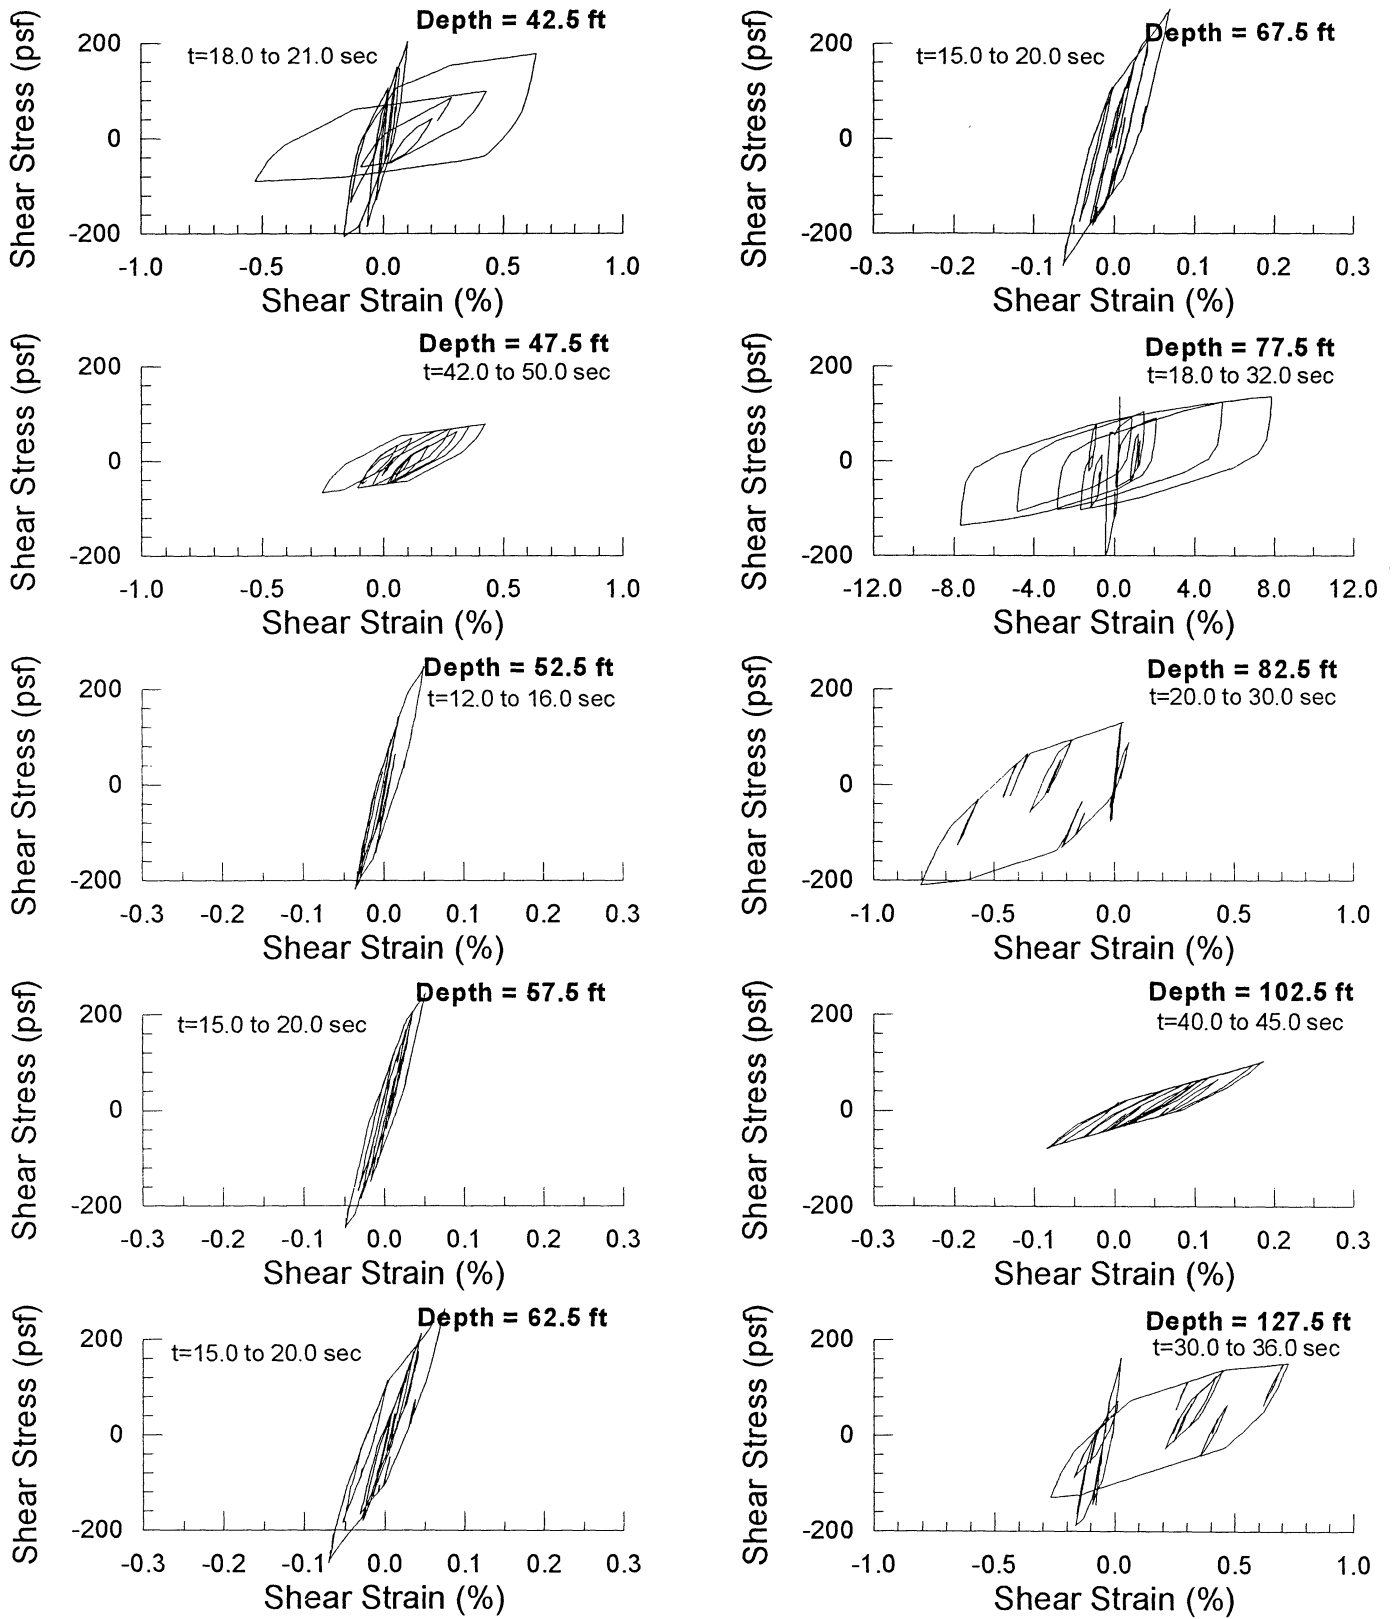 Depth = 42.5 ft
t=18.0 to 21.0 sec
Shear Stress (psf)
200
0
-200
-1.0 -0.5 0.0 0.5 1.0
Shear Strain (%)
Depth = 67.5 ft
t=15.0 to 20.0 sec
Shear Stress (psf)
200
0
-200
-0.3 -0.2 -0.1 0.0 0.1 0.2 0.3
Shear Strain (%)
Depth = 47.5 ft
t=42.0 to 50.0 sec
Shear Stress (psf)
200
0
-200
-1.0 -0.5 0.0 0.5 1.0
Shear Strain (%)
Depth = 77.5 ft
t=18.0 to 32.0 sec
Shear Stress (psf)
200
0
-200
-12.0 -8.0 -4.0 0.0 4.0 8.0 12.0
Shear Strain (%)
Depth = 52.5 ft
t=12.0 to 16.0 sec
Shear Stress (psf)
200
0
-200
-0.3 -0.2 -0.1 0.0 0.1 0.2 0.3
Shear Strain (%)
Depth = 82.5 ft
t=20.0 to 30.0 sec
Shear Stress (psf)
200
0
-200
-1.0 -0.5 0.0 0.5 1.0
Shear Strain (%)
Depth = 57.5 ft
t=15.0 to 20.0 sec
Shear Stress (psf)
200
0
-200
-0.3 -0.2 -0.1 0.0 0.1 0.2 0.3
Shear Strain (%)
Depth = 102.5 ft
t=40.0 to 45.0 sec
Shear Stress (psf)
200
0
-200
-0.3 -0.2 -0.1 0.0 0.1 0.2 0.3
Shear Strain (%)
Depth = 62.5 ft
t=15.0 to 20.0 sec
Shear Stress (psf)
200
0
-200
-0.3 -0.2 -0.1 0.0 0.1 0.2 0.3
Shear Strain (%)
Depth = 127.5 ft
t=30.0 to 36.0 sec
Shear Stress (psf)
200
0
-200
-1.0 -0.5 0.0 0.5 1.0
Shear Strain (%)